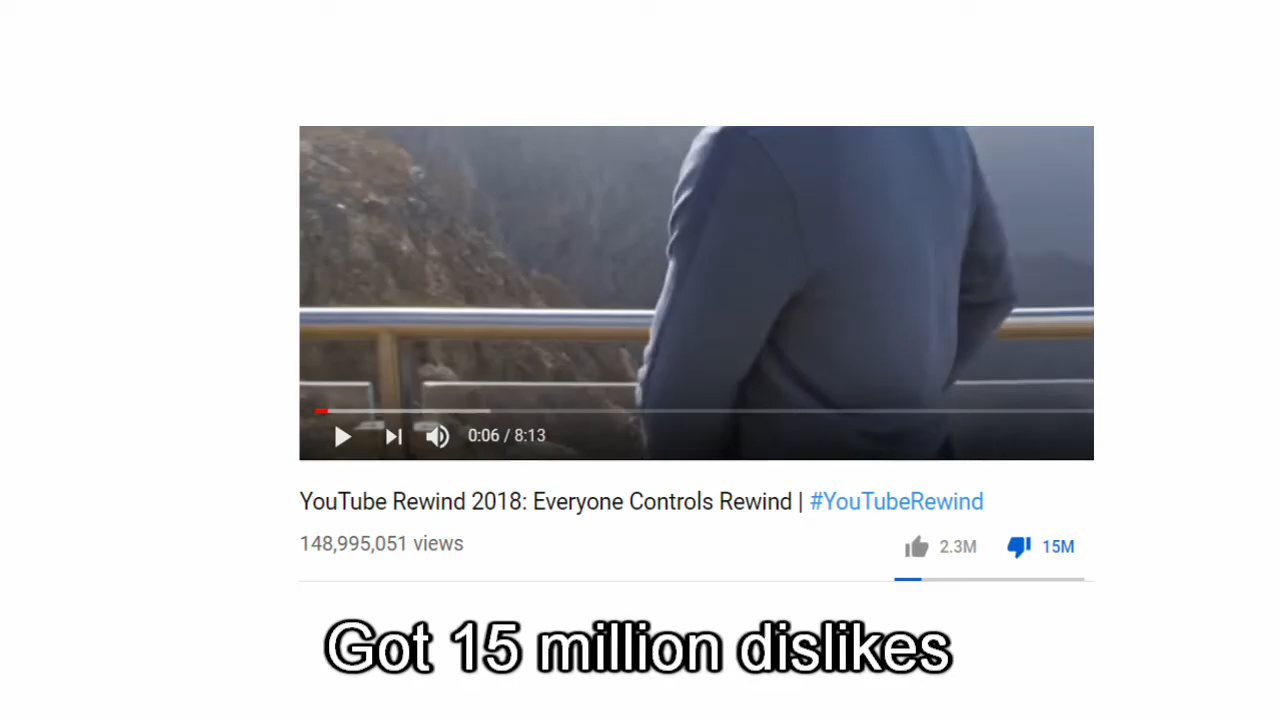 0:06 / 8:13
YouTube Rewind 2018: Everyone Controls Rewind | #YouTubeRewind
148,995,051 views
2.3M
15M
Got 15 million dislikes